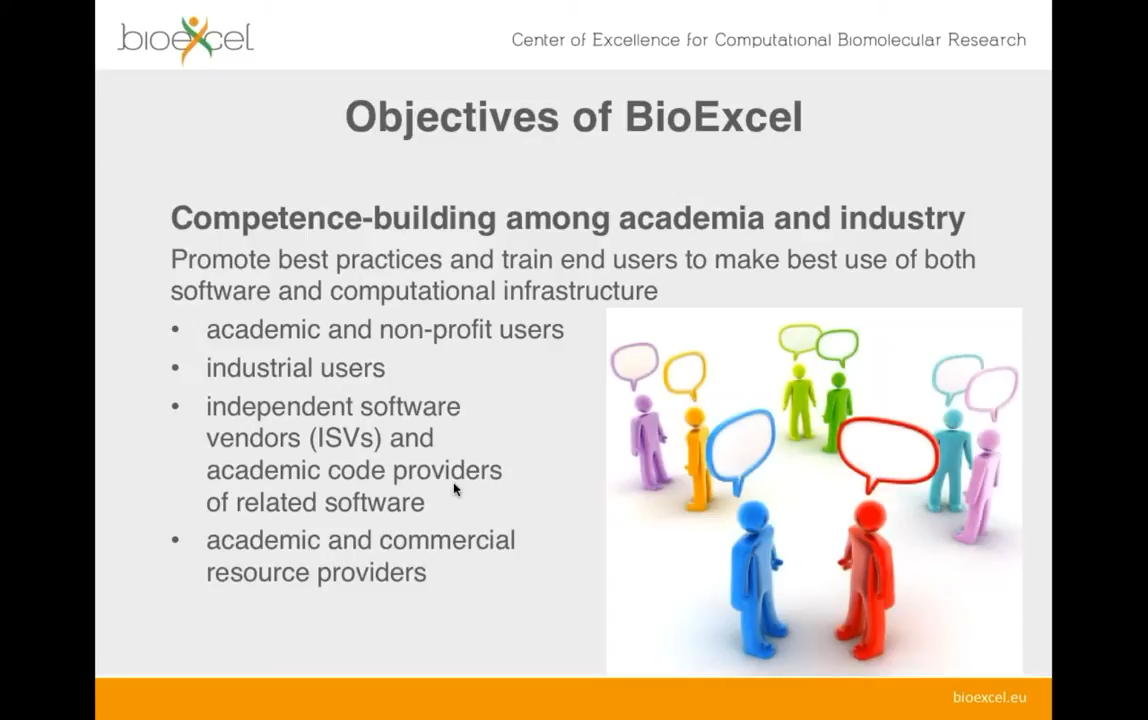 bioexcel
Center of Excellence for Computational Biomolecular Research
Objectives of BioExcel
Competence-building among academia and industry
Promote best practices and train end users to make best use of both
software and computational infrastructure
• academic and non-profit users
• industrial users
• independent software
vendors (ISVs) and
academic code providers
of related software
• academic and commercial
resource providers
bioexcel.eu